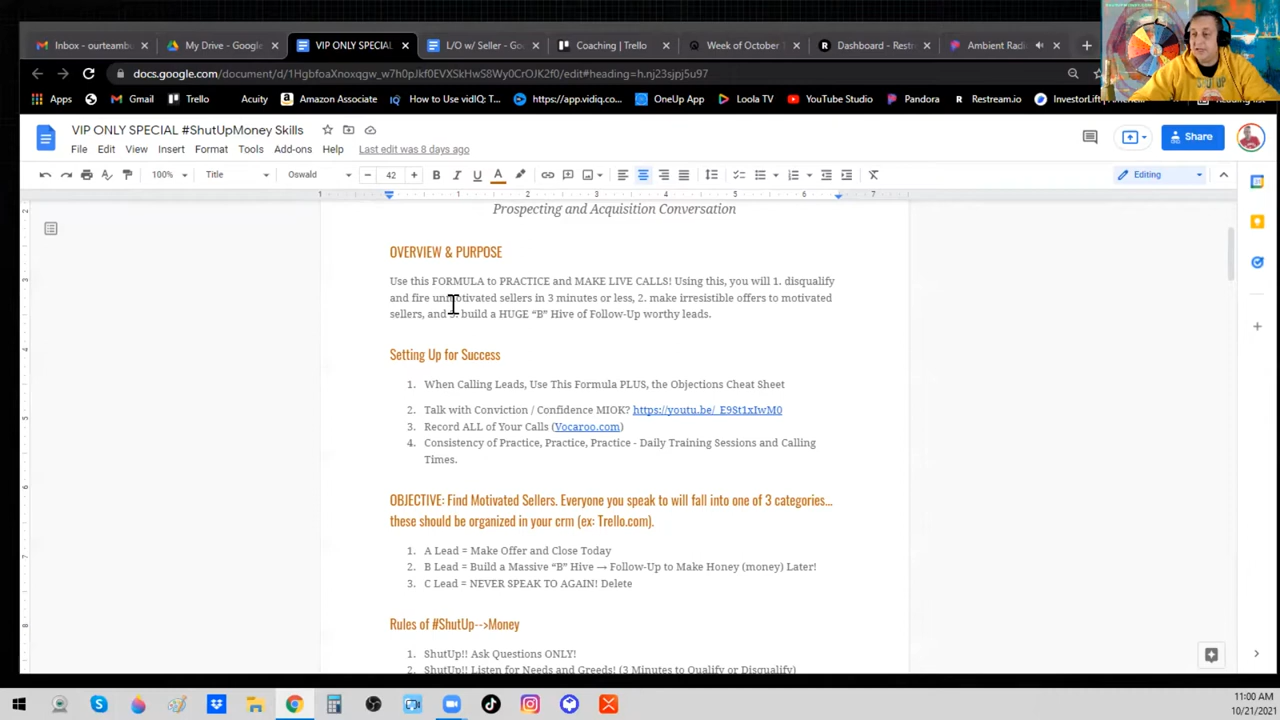 Inbox - ourteamb
My Drive - Google
VIP ONLY SPECIAL
L/O w/ Seller - Go
Coaching | Trello
Week of October
Dashboard - Restr
Ambient Radi
docs.google.com/document/d/1HgbfoaXnoxqgw_w7h0pJkf0EVXSkHwS8Wy0CrOJK2f0/edit#heading=h.nj23sjpj5u97
Apps
Gmail
Trello
Acuity
Amazon Associate
How to Use vidIQ: T...
https://app.vidiq.c...
OneUp App
Loola TV
YouTube Studio
Pandora
Restream.io
VIP ONLY SPECIAL #ShutUpMoney Skills
File Edit View Insert Format Tools Add-ons Help Last edit was 8 days ago
Share
100% Title Oswald 42 Editing
Prospecting and Acquisition Conversation
OVERVIEW & PURPOSE
Use this FORMULA to PRACTICE and MAKE LIVE CALLS! Using this, you will 1. disqualify
and fire unmotivated sellers in 3 minutes or less, 2. make irresistible offers to motivated
sellers, and 3. build a HUGE “B” Hive of Follow-Up worthy leads.
Setting Up for Success
1. When Calling Leads, Use This Formula PLUS, the Objections Cheat Sheet
2. Talk with Conviction / Confidence MIOK? https://youtu.be/_E9St1xIwM0
3. Record ALL of Your Calls (Vocaroo.com)
4. Consistency of Practice, Practice, Practice - Daily Training Sessions and Calling
Times.
OBJECTIVE: Find Motivated Sellers. Everyone you speak to will fall into one of 3 categories...
these should be organized in your crm (ex: Trello.com).
1. A Lead = Make Offer and Close Today
2. B Lead = Build a Massive “B” Hive → Follow-Up to Make Honey (money) Later!
3. C Lead = NEVER SPEAK TO AGAIN! Delete
Rules of #ShutUp-->Money
1. ShutUp!! Ask Questions ONLY!
2. ShutUp!! Listen for Needs and Greeds! (3 Minutes to Qualify or Disqualify)
11:00 AM
10/21/2021